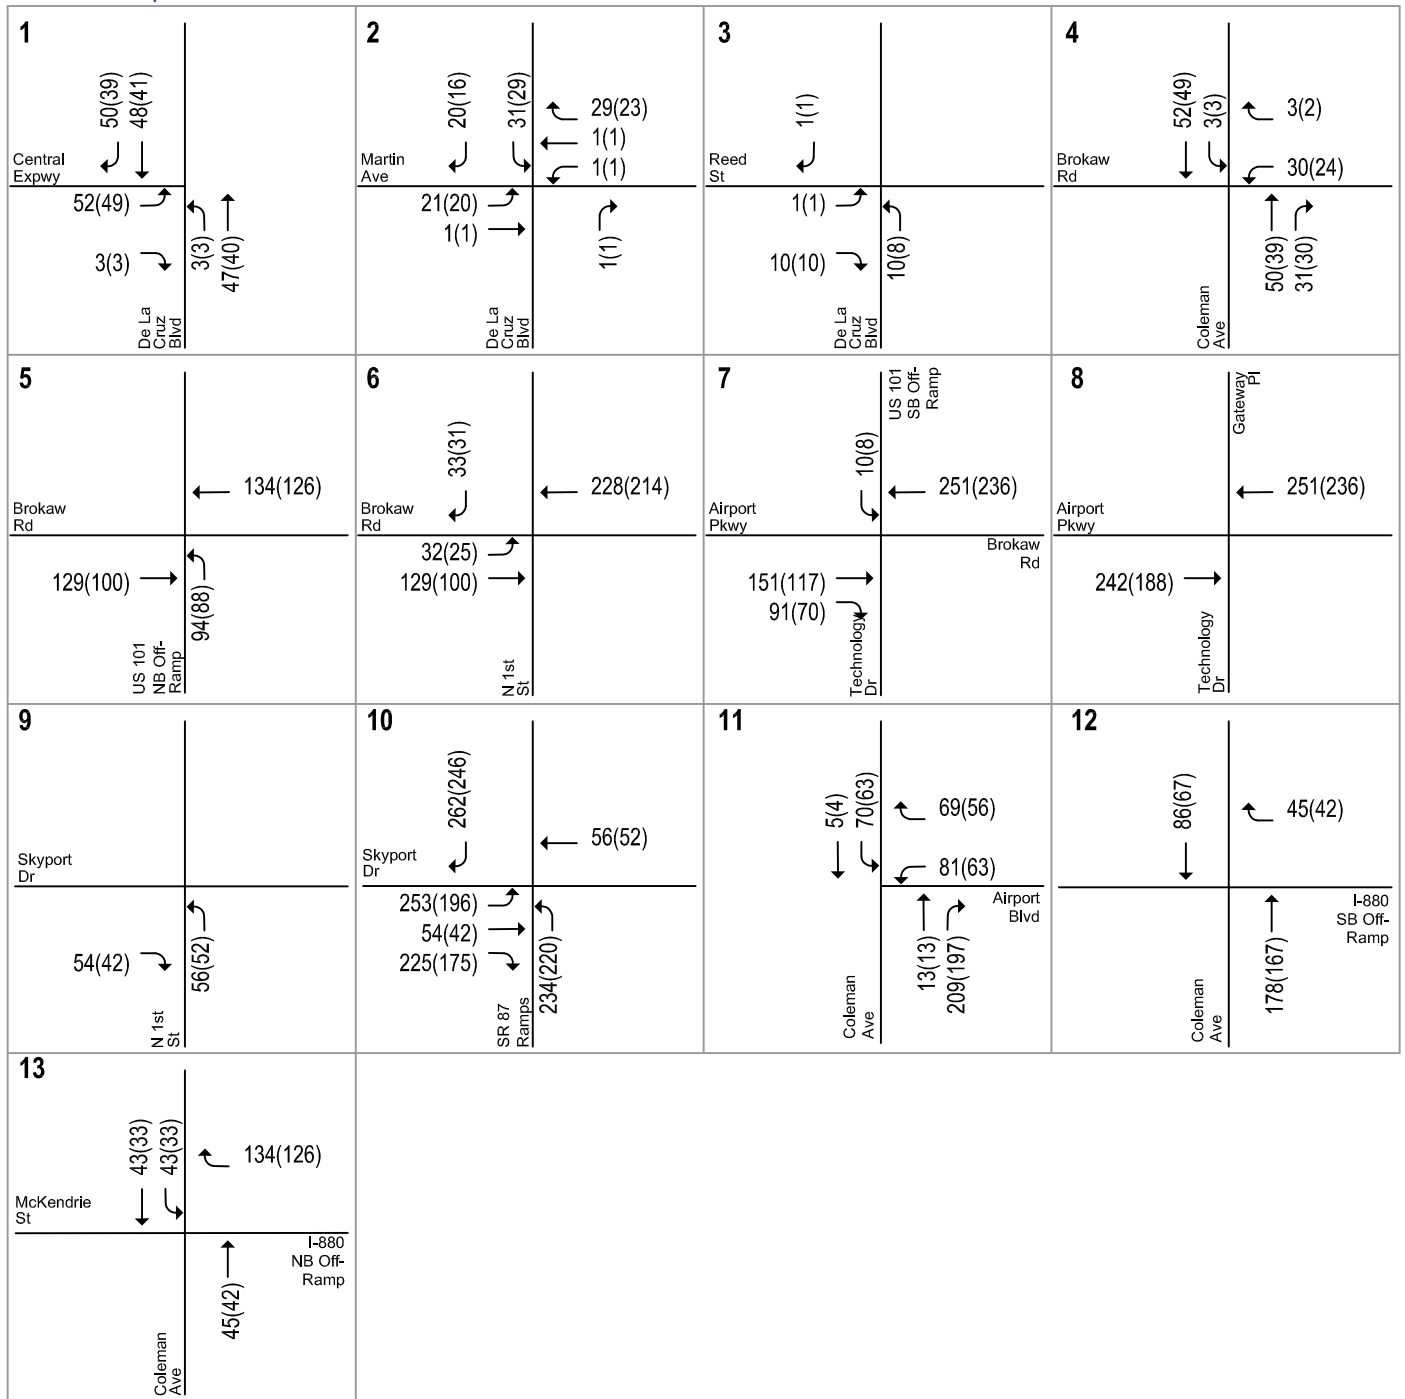 1
50(39)
48(41)
Central
Expwy
52(49)
3(3)
3(3)
47(40)
De La
Cruz
Blvd
2
20(16)
31(29)
29(23)
1(1)
1(1)
Martin
Ave
21(20)
1(1)
1(1)
De La
Cruz
Blvd
3
1(1)
Reed
St
1(1)
10(10)
10(8)
De La
Cruz
Blvd
4
52(49)
3(3)
3(2)
30(24)
Brokaw
Rd
50(39)
31(30)
Coleman
Ave
5
134(126)
Brokaw
Rd
129(100)
94(88)
US 101
NB Off-
Ramp
6
33(31)
228(214)
Brokaw
Rd
32(25)
129(100)
N 1st
St
7
US 101
SB Off-
Ramp
10(8)
251(236)
Airport
Pkwy
Brokaw
Rd
151(117)
91(70)
Technology
Dr
8
Gateway
Pl
251(236)
Airport
Pkwy
242(188)
Technology
Dr
9
Skyport
Dr
54(42)
56(52)
N 1st
St
10
262(246)
56(52)
Skyport
Dr
253(196)
54(42)
225(175)
234(220)
SR 87
Ramps
11
5(4)
70(63)
69(56)
81(63)
Airport
Blvd
13(13)
209(197)
Coleman
Ave
12
86(67)
45(42)
I-880
SB Off-
Ramp
178(167)
Coleman
Ave
13
43(33)
43(33)
134(126)
McKendrie
St
I-880
NB Off-
Ramp
45(42)
Coleman
Ave